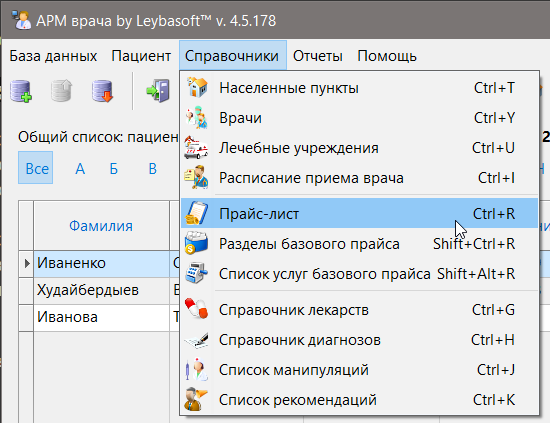 АРМ врача by Leybasoft™ v. 4.5.178
База данных Пациент Справочники Отчеты Помощь
Населенные пункты Ctrl+T
Врачи Ctrl+Y
Общий список: пациен
Лечебные учреждения Ctrl+U
Все А Б В
Расписание приема врача Ctrl+I
Фамилия
Прайс-лист Ctrl+R
Разделы базового прайса Shift+Ctrl+R
Иваненко
Список услуг базового прайса Shift+Alt+R
Худайбердыев
Иванова
Справочник лекарств Ctrl+G
Справочник диагнозов Ctrl+H
Список манипуляций Ctrl+J
Список рекомендаций Ctrl+K